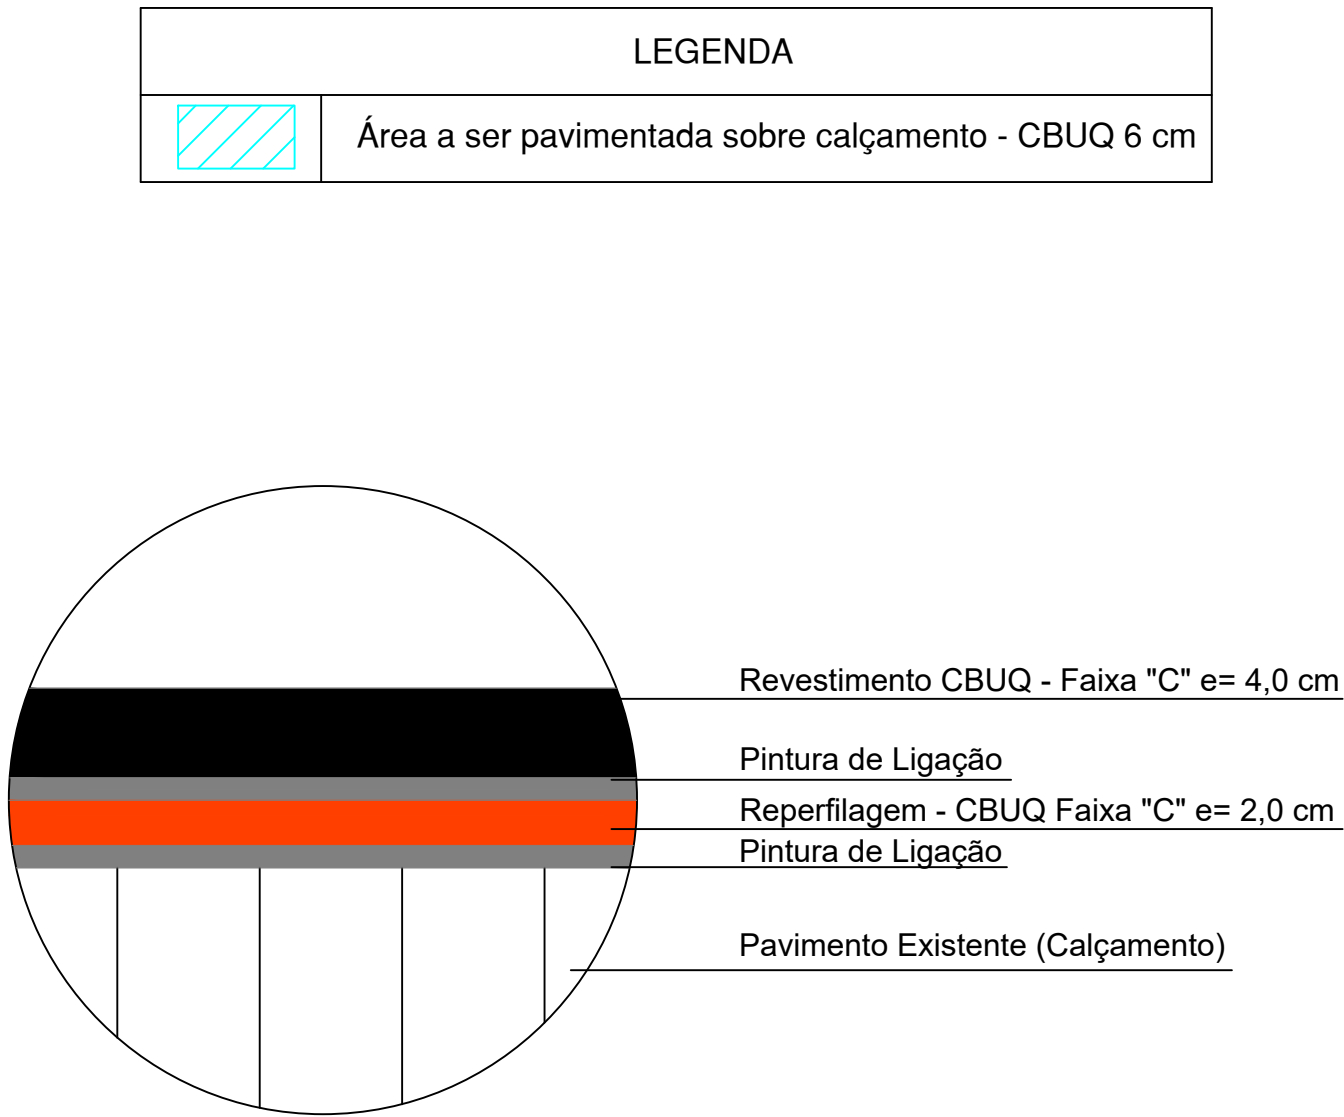 LEGENDA
Área a ser pavimentada sobre calçamento - CBUQ 6 cm
Revestimento CBUQ - Faixa "C" e= 4,0 cm
Pintura de Ligação
Reperfilagem - CBUQ Faixa "C" e= 2,0 cm
Pintura de Ligação
Pavimento Existente (Calçamento)